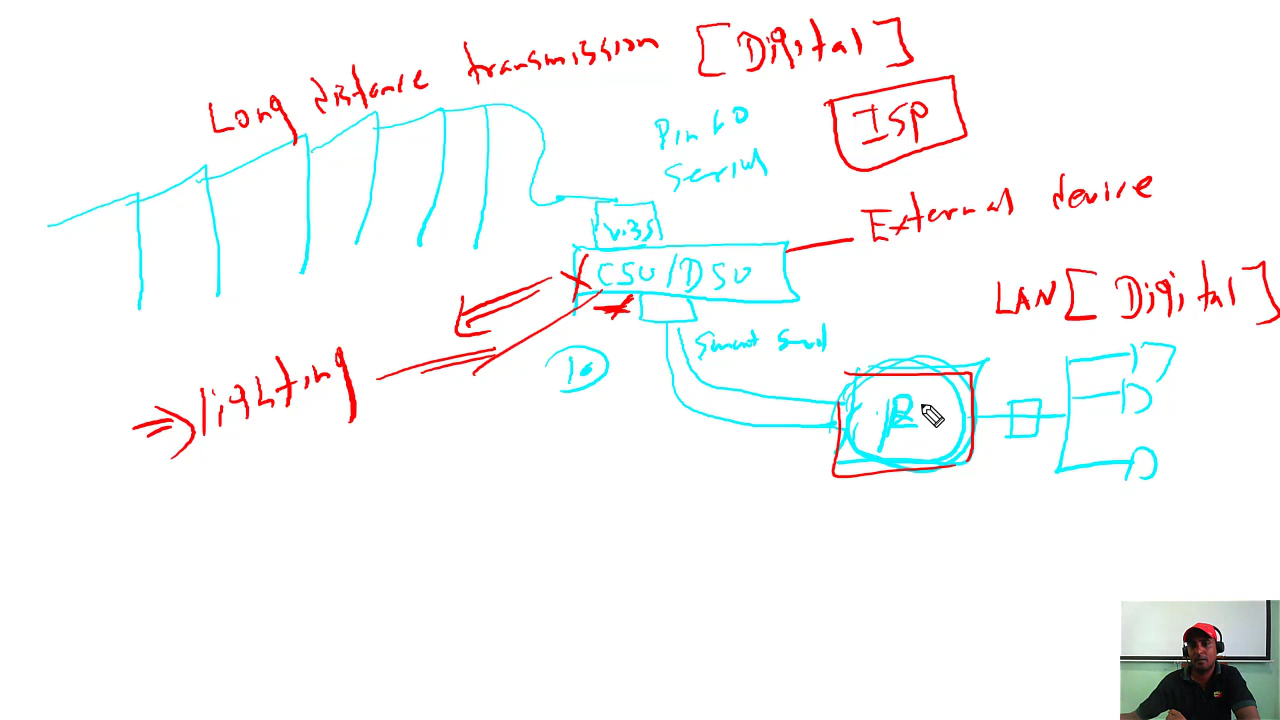 Long distance transmission [Digital]
ISP
Pin 60
Serial
External device
V.35
CSU/DSU
LAN [Digital]
Smart Serial
⇒ lighting
R
D
D
D